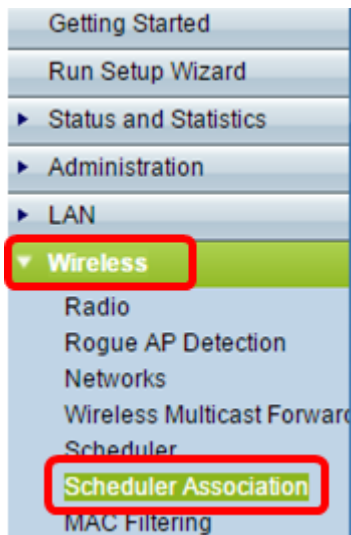 Getting Started
Run Setup Wizard
Status and Statistics
Administration
LAN
Wireless
Radio
Rogue AP Detection
Networks
Wireless Multicast Forward
Scheduler
Scheduler Association
MAC Filtering